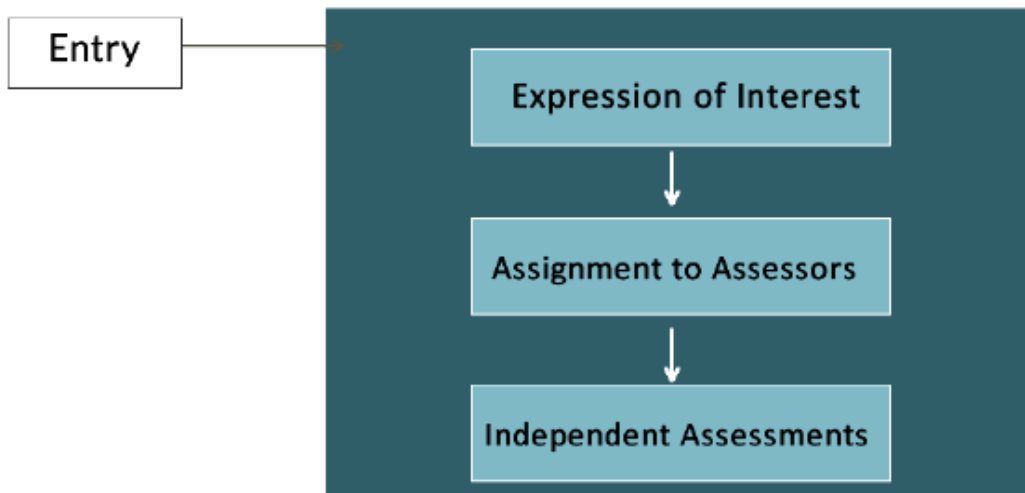 Entry
Expression of Interest
Assignment to Assessors
Independent Assessments